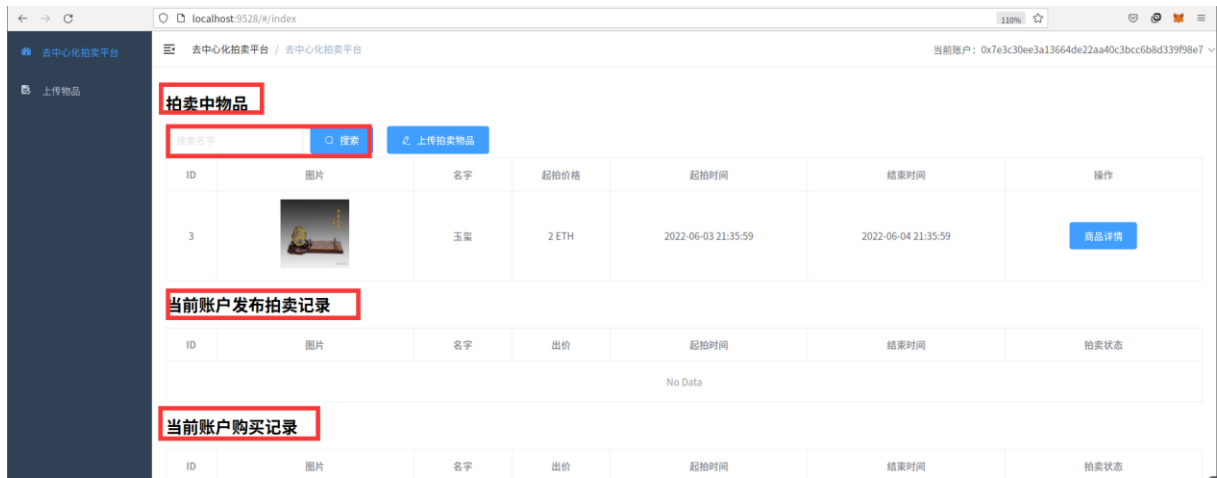 localhost:9528/#/index
110%
去中心化拍卖平台
去中心化拍卖平台 / 去中心化拍卖平台
当前账户：0x7e3c30ee3a13664de22aa40c3bcc6b8d339f98e7
上传物品
拍卖中物品
搜索名字 搜索 上传拍卖物品
ID 图片 名字 起拍价格 起拍时间 结束时间 操作
3 玉玺 2 ETH 2022-06-03 21:35:59 2022-06-04 21:35:59 商品详情
当前账户发布拍卖记录
ID 图片 名字 出价 起拍时间 结束时间 拍卖状态
No Data
当前账户购买记录
ID 图片 名字 出价 起拍时间 结束时间 拍卖状态